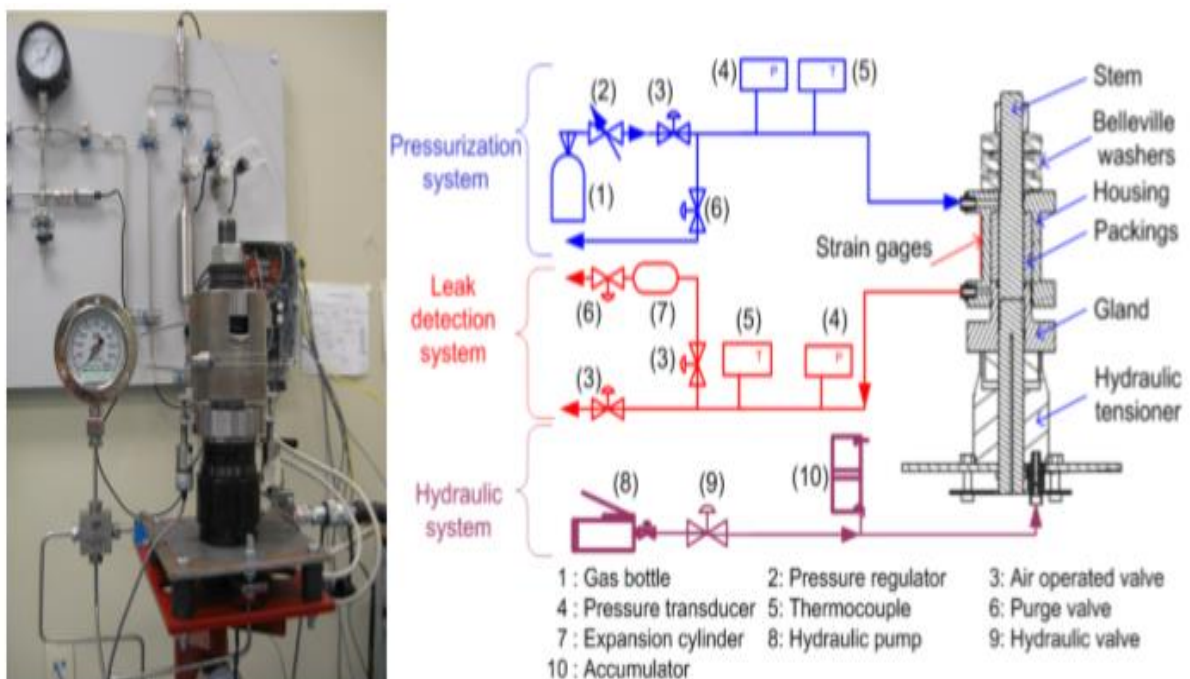 Pressurization
system
(1)
(2)
(3)
(4)
P
T
(5)
(6)
Stem
Belleville
washers
Housing
Packings
Strain gages
Gland
Hydraulic
tensioner
Leak
detection
system
(6)
(7)
(3)
(5)
T
(4)
P
(3)
Hydraulic
system
(8)
(9)
(10)
1 : Gas bottle 2: Pressure regulator 3: Air operated valve
4 : Pressure transducer 5: Thermocouple 6: Purge valve
7 : Expansion cylinder 8: Hydraulic pump 9: Hydraulic valve
10 : Accumulator